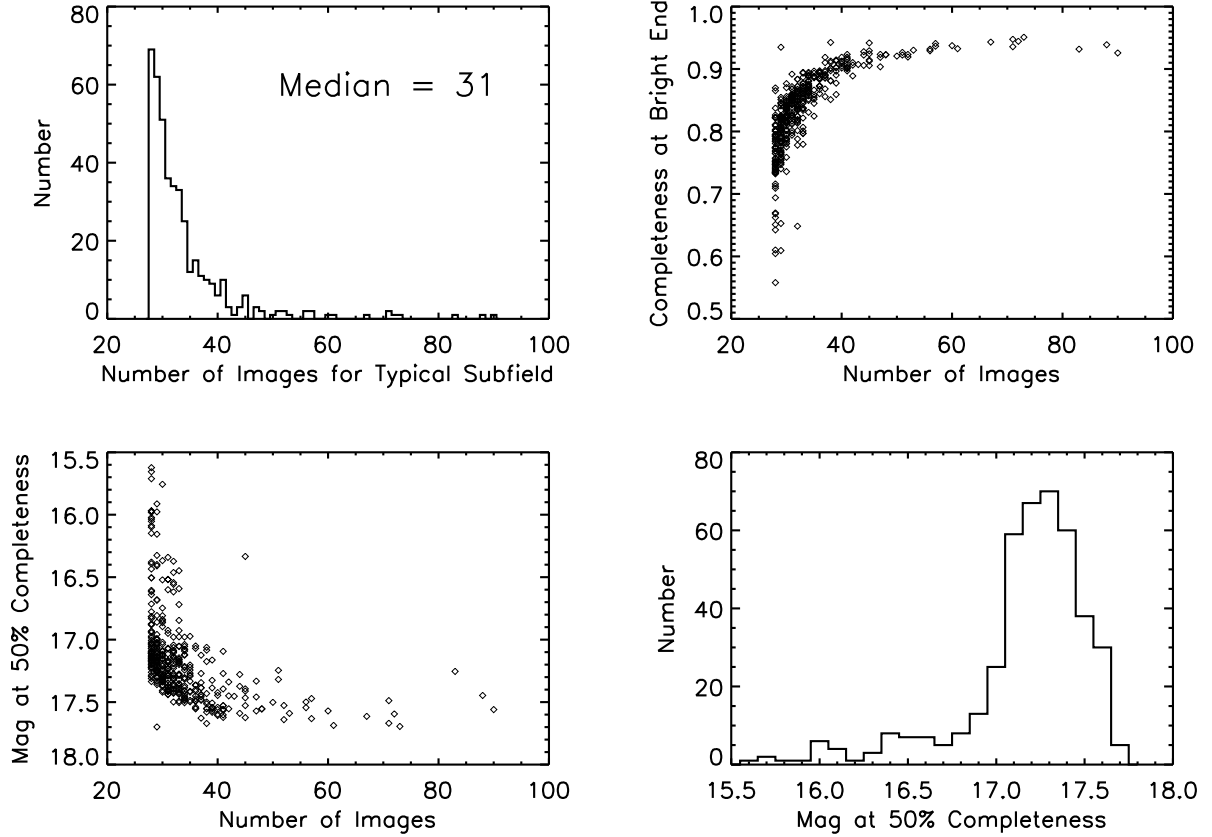 80
60
40
20
0
Number
Median = 31
20 40 60 80 100
Number of Images for Typical Subfield
1.0
0.9
0.8
0.7
0.6
0.5
Completeness at Bright End
20 40 60 80 100
Number of Images
15.5
16.0
16.5
17.0
17.5
18.0
Mag at 50% Completeness
20 40 60 80 100
Number of Images
80
60
40
20
0
Number
15.5 16.0 16.5 17.0 17.5 18.0
Mag at 50% Completeness